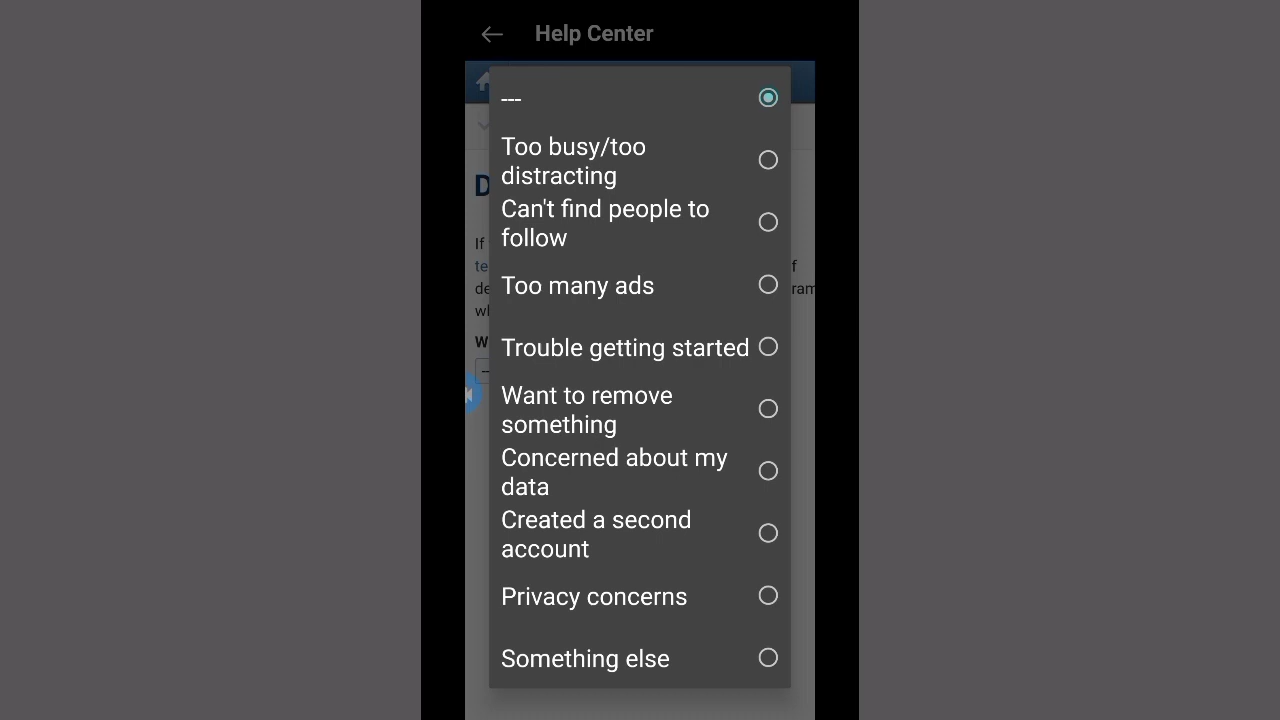 Help Center
---
Too busy/too
distracting
Can't find people to
follow
Too many ads
Trouble getting started
Want to remove
something
Concerned about my
data
Created a second
account
Privacy concerns
Something else
If